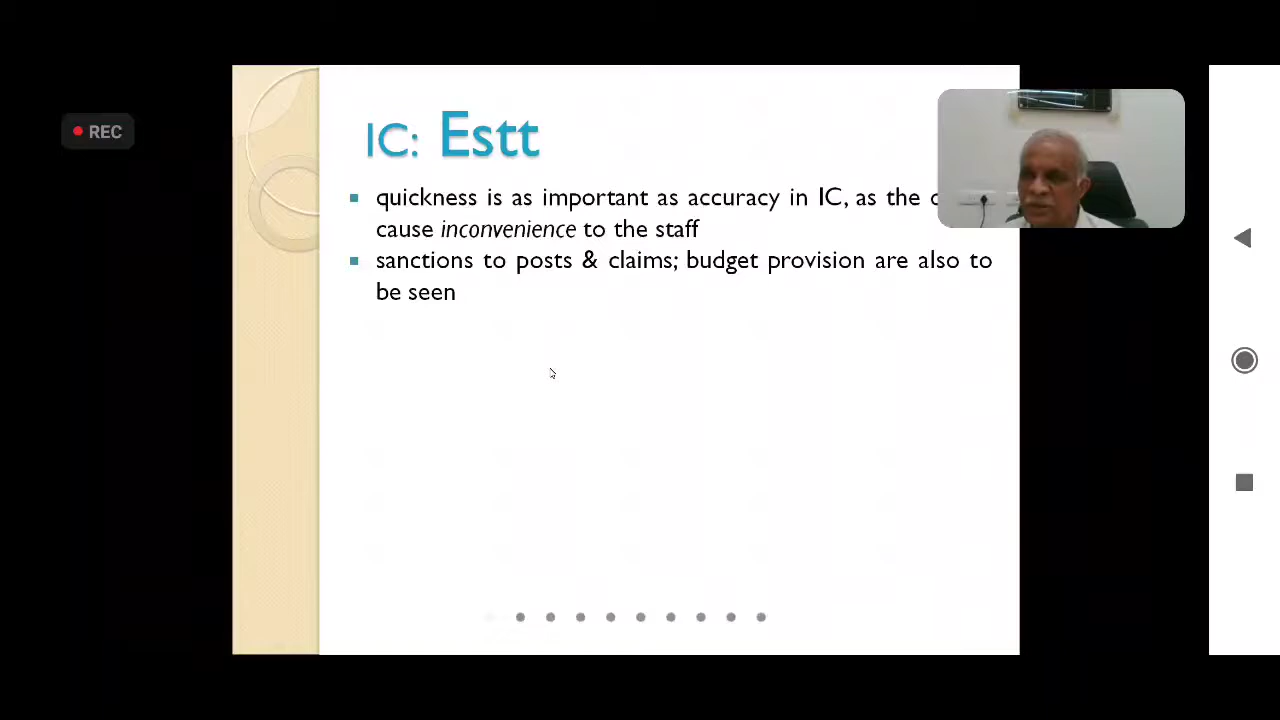 REC
IC: Estt
quickness is as important as accuracy in IC, as the
cause inconvenience to the staff
sanctions to posts & claims; budget provision are also to
be seen